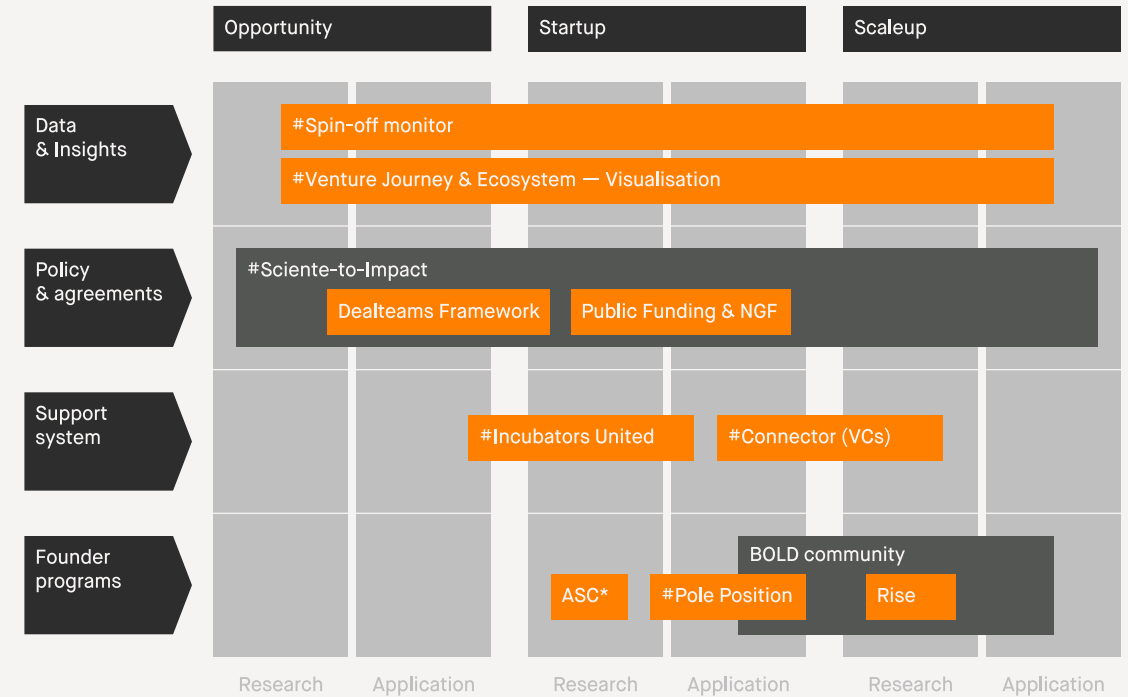 Opportunity
Startup
Scaleup
Data
& Insights
#Spin-off monitor
#Venture Journey & Ecosystem — Visualisation
Policy
& agreements
#Sciente-to-Impact
Dealteams Framework
Public Funding & NGF
Support
system
#Incubators United
#Connector (VCs)
Founder
programs
BOLD community
ASC*
#Pole Position
Rise
Research
Application
Research
Application
Research
Application